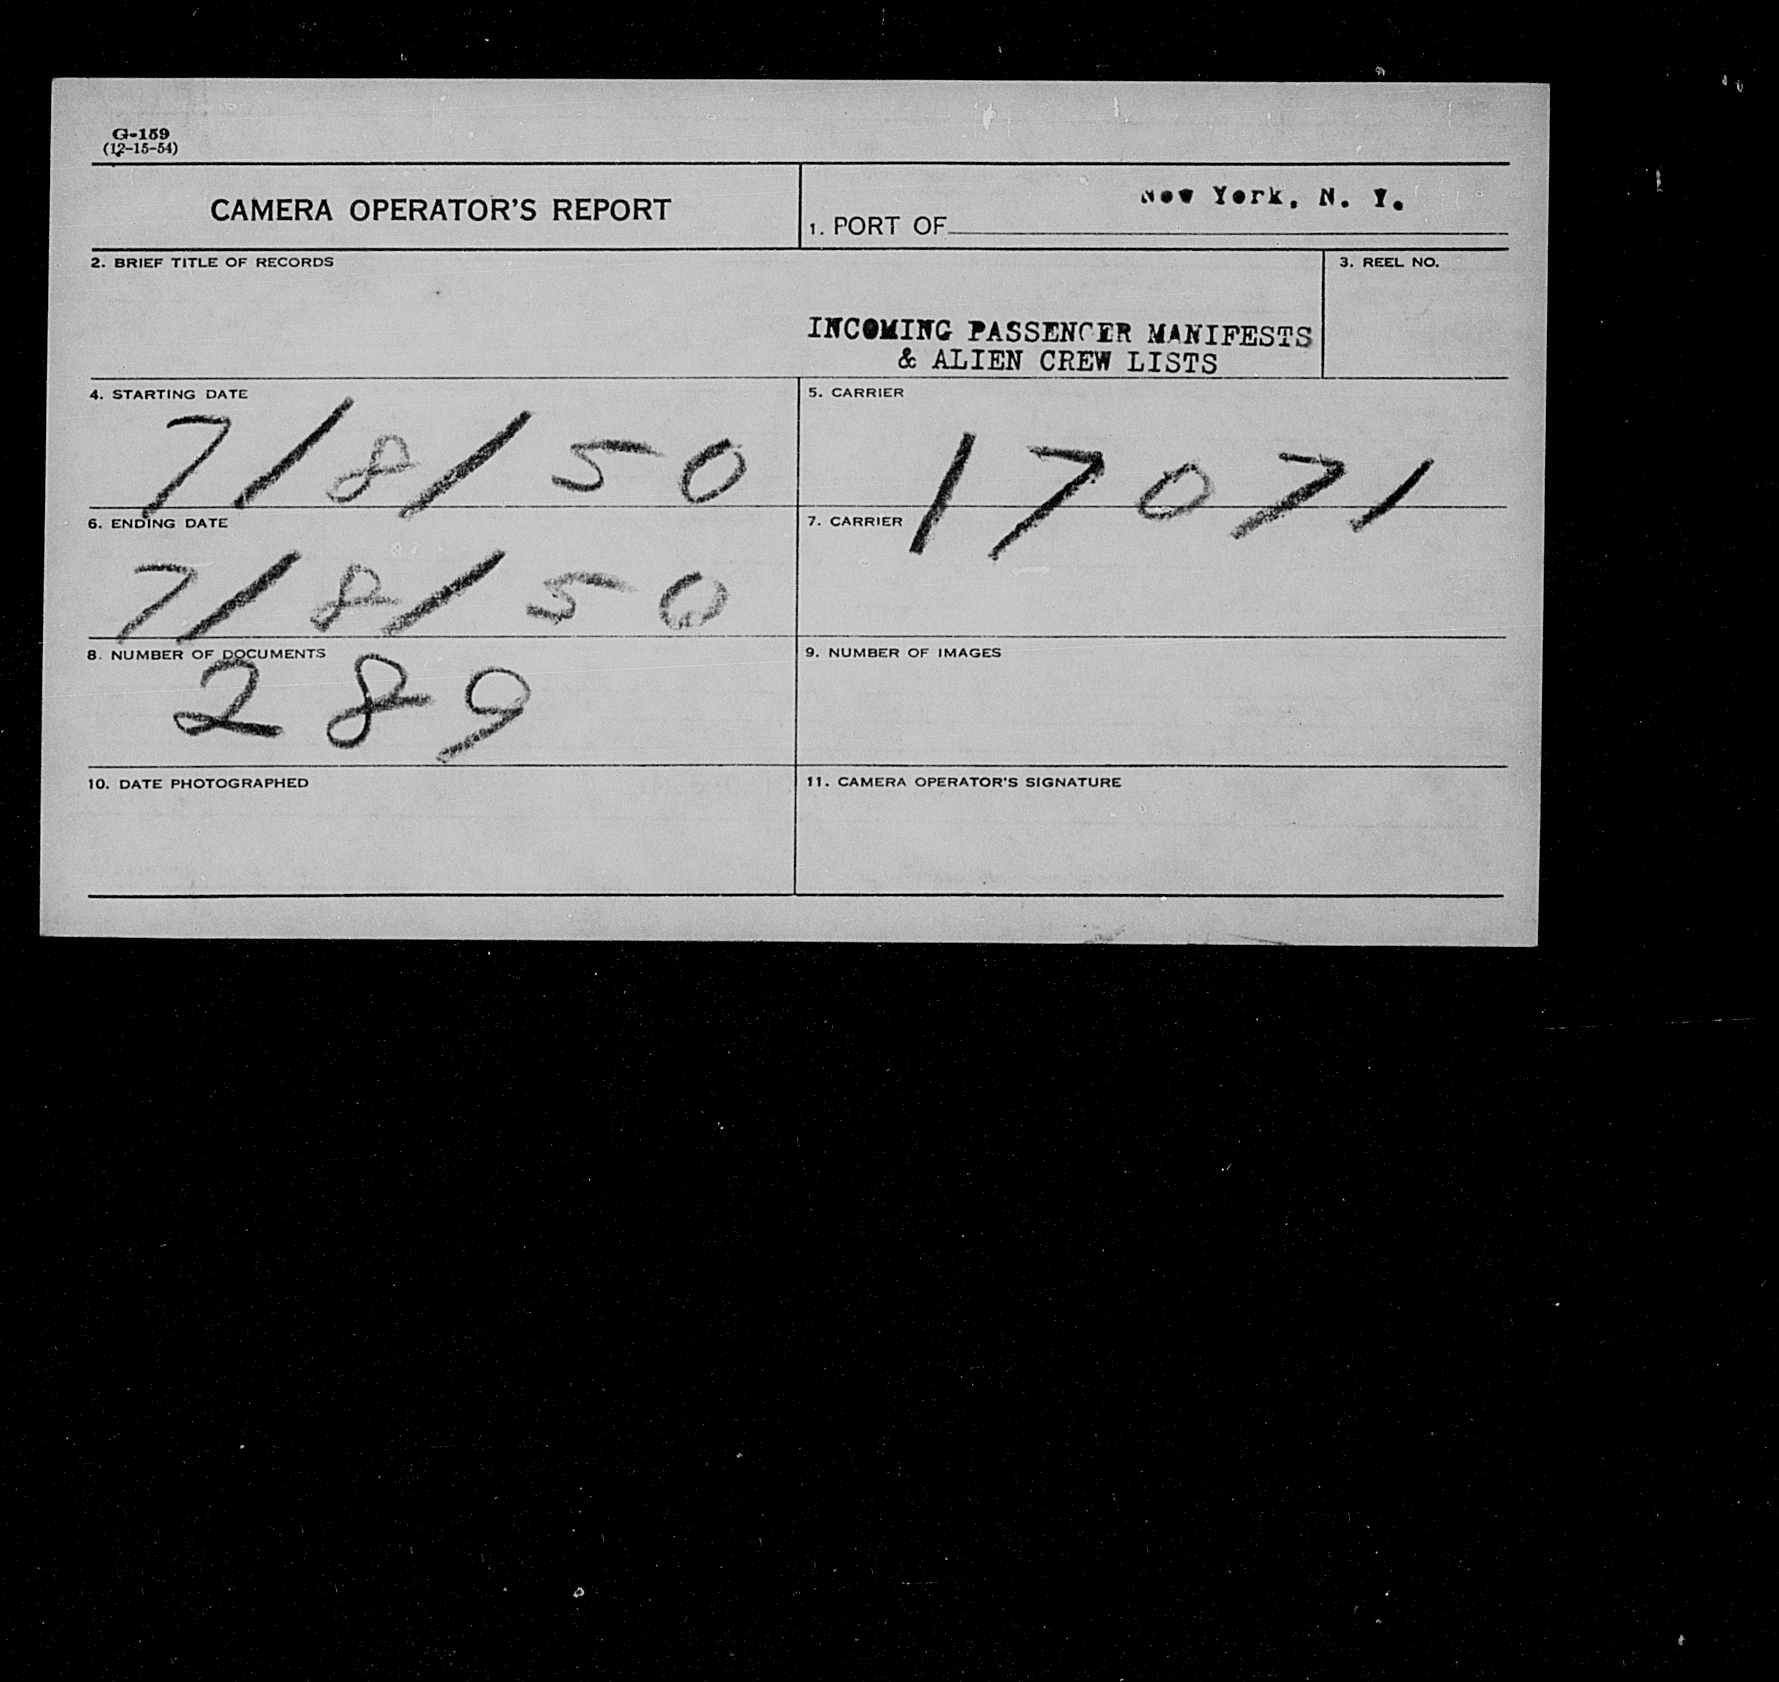 G-159
(12-15-54)
CAMERA OPERATOR'S REPORT
New York, N. Y.
1. PORT OF
2. BRIEF TITLE OF RECORDS
3. REEL NO.
INCOMING PASSENGER MANIFESTS
& ALIEN CREW LISTS
4. STARTING DATE
7/8/50
5. CARRIER
17071
6. ENDING DATE
7/8/50
7. CARRIER
8. NUMBER OF DOCUMENTS
289
9. NUMBER OF IMAGES
10. DATE PHOTOGRAPHED
11. CAMERA OPERATOR'S SIGNATURE